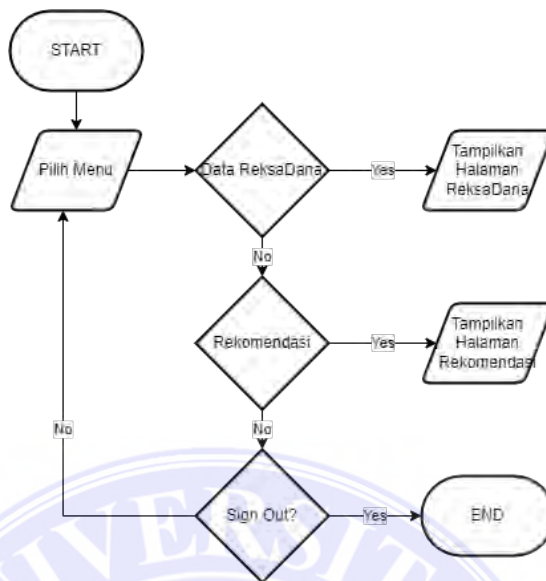 START
Pilih Menu
Data ReksaDana
Yes
Tampilkan
Halaman
ReksaDana
No
Rekomendasi
Yes
Tampilkan
Halaman
Rekomendasi
No
No
Sign Out?
Yes
END
IVERSIT